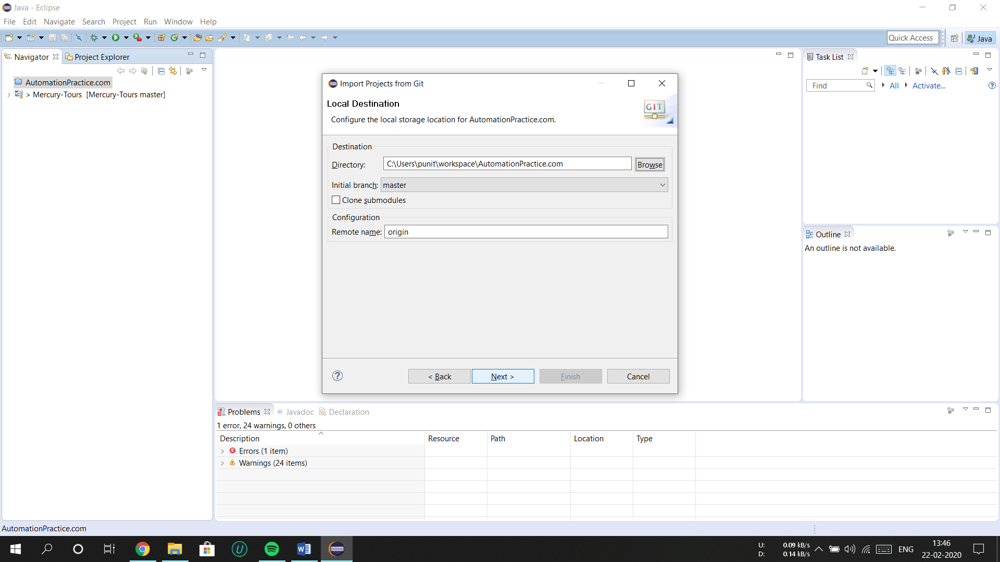 Java - Eclipse
File Edit Navigate Search Project Run Window Help
Quick Access
Java
Navigator
Project Explorer
AutomationPractice.com
> Mercury-Tours [Mercury-Tours master]
Import Projects from Git
Local Destination
Configure the local storage location for AutomationPractice.com.
GIT
Destination
Directory: C:\Users\punit\workspace\AutomationPractice.com Browse
Initial branch: master
Clone submodules
Configuration
Remote name: origin
< Back Next > Finish Cancel
Task List
Find All Activate...
Outline
An outline is not available.
Problems @ Javadoc Declaration
1 error, 24 warnings, 0 others
Description Resource Path Location Type
Errors (1 item)
Warnings (24 items)
AutomationPractice.com
U: 0.09 kB/s
D: 0.14 kB/s
ENG
13:46
22-02-2020